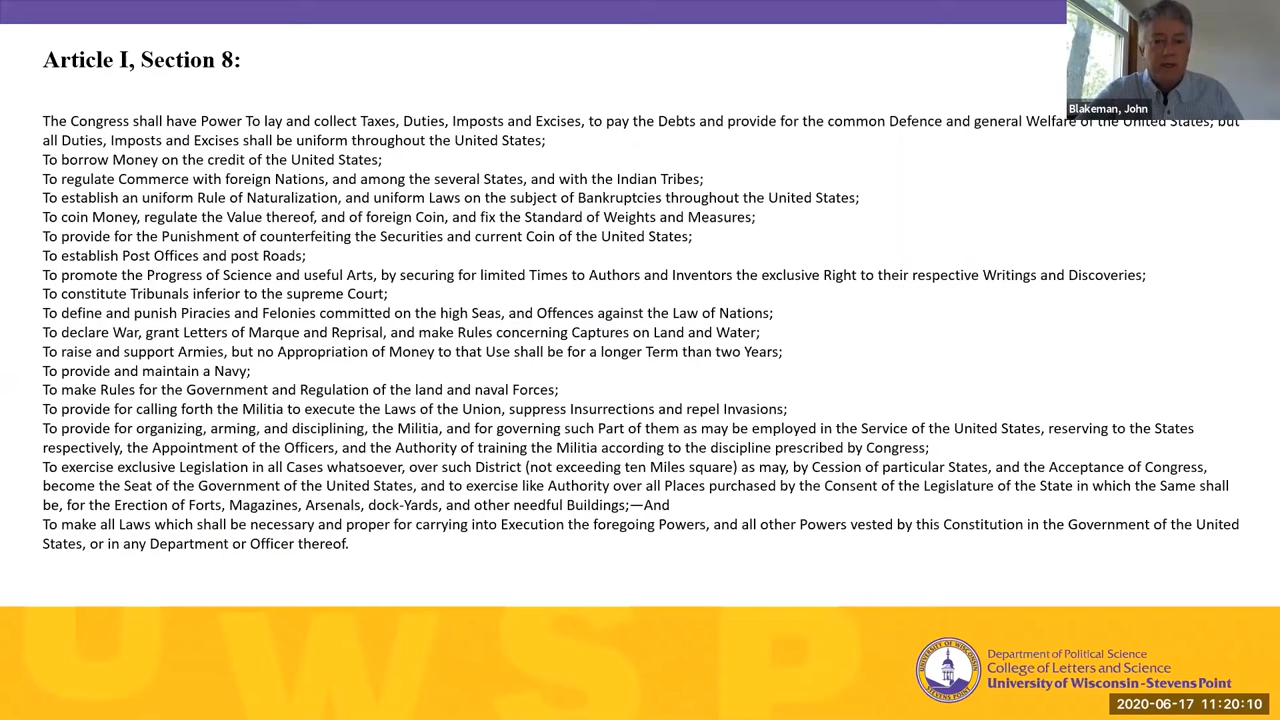 Article I, Section 8:
Blakeman, John
The Congress shall have Power To lay and collect Taxes, Duties, Imposts and Excises, to pay the Debts and provide for the common Defence and general Welfare of the United States; but
all Duties, Imposts and Excises shall be uniform throughout the United States;
To borrow Money on the credit of the United States;
To regulate Commerce with foreign Nations, and among the several States, and with the Indian Tribes;
To establish an uniform Rule of Naturalization, and uniform Laws on the subject of Bankruptcies throughout the United States;
To coin Money, regulate the Value thereof, and of foreign Coin, and fix the Standard of Weights and Measures;
To provide for the Punishment of counterfeiting the Securities and current Coin of the United States;
To establish Post Offices and post Roads;
To promote the Progress of Science and useful Arts, by securing for limited Times to Authors and Inventors the exclusive Right to their respective Writings and Discoveries;
To constitute Tribunals inferior to the supreme Court;
To define and punish Piracies and Felonies committed on the high Seas, and Offences against the Law of Nations;
To declare War, grant Letters of Marque and Reprisal, and make Rules concerning Captures on Land and Water;
To raise and support Armies, but no Appropriation of Money to that Use shall be for a longer Term than two Years;
To provide and maintain a Navy;
To make Rules for the Government and Regulation of the land and naval Forces;
To provide for calling forth the Militia to execute the Laws of the Union, suppress Insurrections and repel Invasions;
To provide for organizing, arming, and disciplining, the Militia, and for governing such Part of them as may be employed in the Service of the United States, reserving to the States
respectively, the Appointment of the Officers, and the Authority of training the Militia according to the discipline prescribed by Congress;
To exercise exclusive Legislation in all Cases whatsoever, over such District (not exceeding ten Miles square) as may, by Cession of particular States, and the Acceptance of Congress,
become the Seat of the Government of the United States, and to exercise like Authority over all Places purchased by the Consent of the Legislature of the State in which the Same shall
be, for the Erection of Forts, Magazines, Arsenals, dock-Yards, and other needful Buildings;—And
To make all Laws which shall be necessary and proper for carrying into Execution the foregoing Powers, and all other Powers vested by this Constitution in the Government of the United
States, or in any Department or Officer thereof.
UWSP
UNIVERSITY OF WISCONSIN
STEVENS POINT
Department of Political Science
College of Letters and Science
University of Wisconsin-Stevens Point
2020-06-17 11:20:10